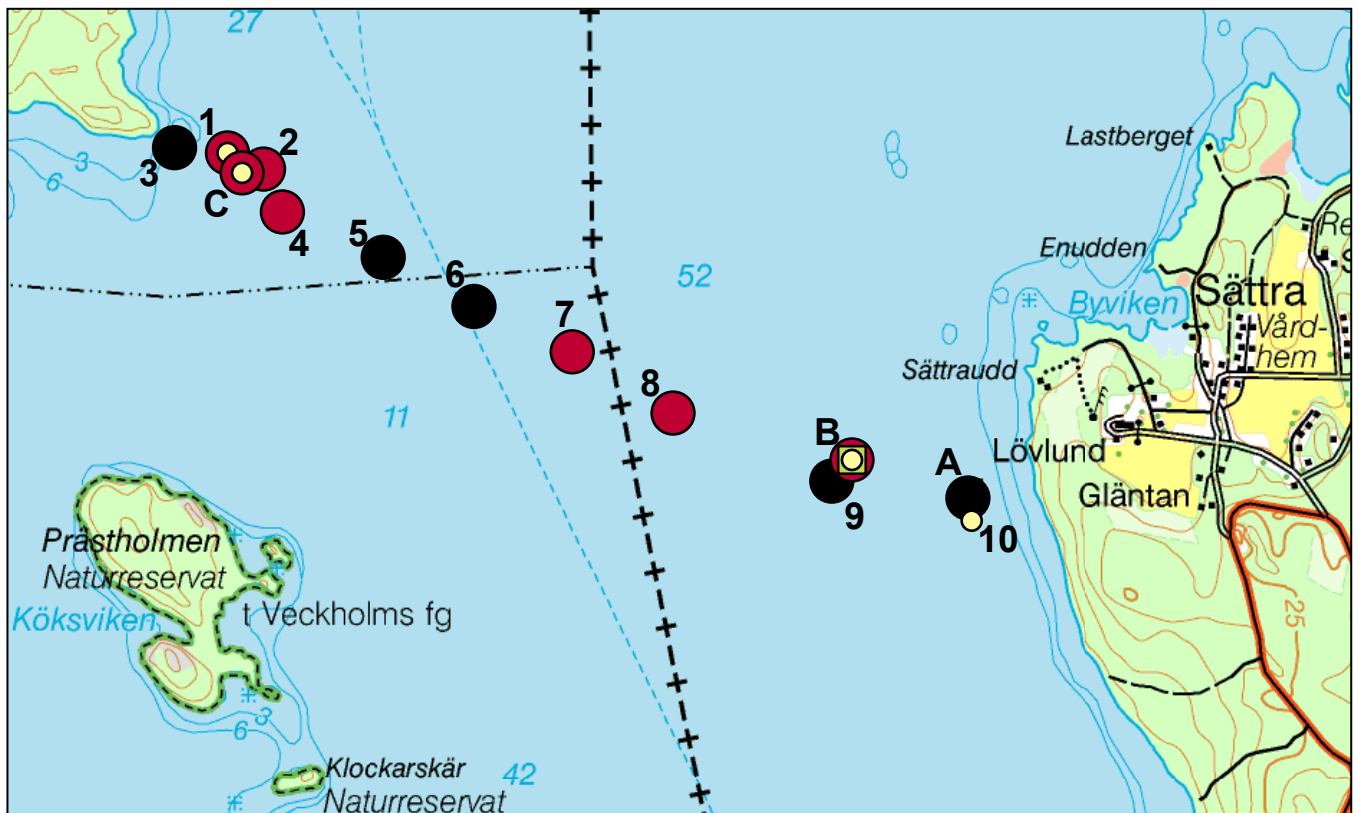 27
1
2
3
3
6
C
4
5
6
7
52
8
11
B
9
A
10
Lastberget
Enudden
Byviken
Sättra
Vård-
hem
Sättraudd
Lövlund
Gläntan
25
Prästholmen
Naturreservat
Köksviken
t Veckholms fg
3
6
Klockarskär
Naturreservat
42